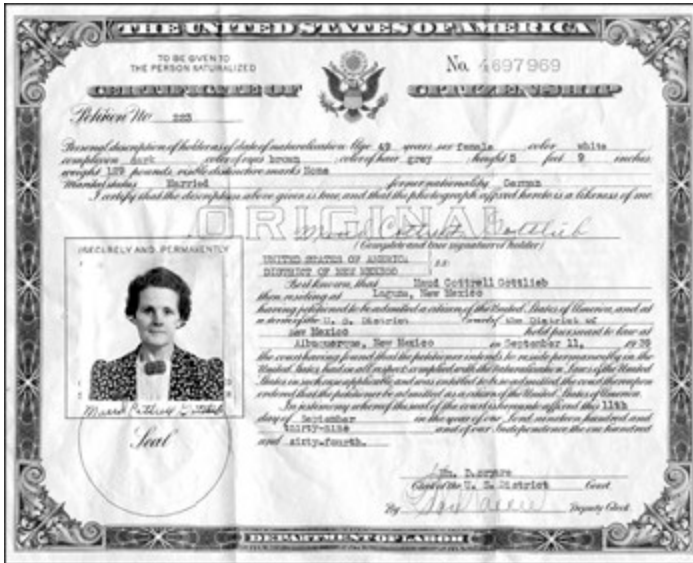 THE UNITED STATES OF AMERICA
TO BE GIVEN TO
THE PERSON NATURALIZED
No. 4697969
CERTIFICATE OF CITIZENSHIP
Petition No 223
Personal description of holder as of date of naturalization: Age 49 years sex female color white
complexion dark color of eyes brown color of hair gray height 5 feet 9 inches
weight 129 pounds visible distinctive marks None
Marital status Married former nationality German
I certify that the description above given is true, and that the photograph affixed hereto is a likeness of me.
ORIGINAL
Maud Cottrell Gottlieb
(Complete and true signature of holder)
SECURELY AND PERMANENTLY
UNITED STATES OF AMERICA
DISTRICT OF NEW MEXICO
s.s:
Be it known, that Maud Cottrell Gottlieb
then residing at Laguna, New Mexico
having petitioned to be admitted a citizen of the United States of America, and at
a term of the U. S. District Court of The District of
New Mexico held pursuant to law at
Albuquerque, New Mexico on September 11, 1939
the court having found that the petitioner intends to reside permanently in the
United States, had in all respects complied with the Naturalization Laws of the United
States in such case applicable, and was entitled to be so admitted, the court thereupon
ordered that the petitioner be admitted as a citizen of the United States of America.
In testimony whereof the seal of the court is hereunto affixed this 11th
day of September in the year of our Lord nineteen hundred and
thirty-nine and of our Independence the one hundred
and sixty-fourth.
Maud Cottrell Gottlieb
Seal
Wm. D.
Clerk of the U. S. District Court.
By Deputy Clerk.
DEPARTMENT OF LABOR